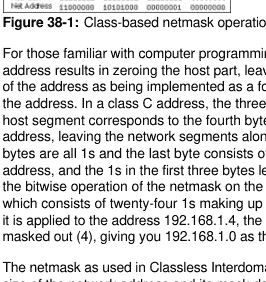 Net Address 11000000 10101000 00000001 00000000
Figure 38-1: Class-based netmask operatio
For those familiar with computer programmin
address results in zeroing the host part, leav
of the address as being implemented as a fo
the address. In a class C address, the three
host segment corresponds to the fourth byte
address, leaving the network segments alon
bytes are all 1s and the last byte consists of
address, and the 1s in the first three bytes le
the bitwise operation of the netmask on the
which consists of twenty-four 1s making up
it is applied to the address 192.168.1.4, the
masked out (4), giving you 192.168.1.0 as th
The netmask as used in Classless Interdoma